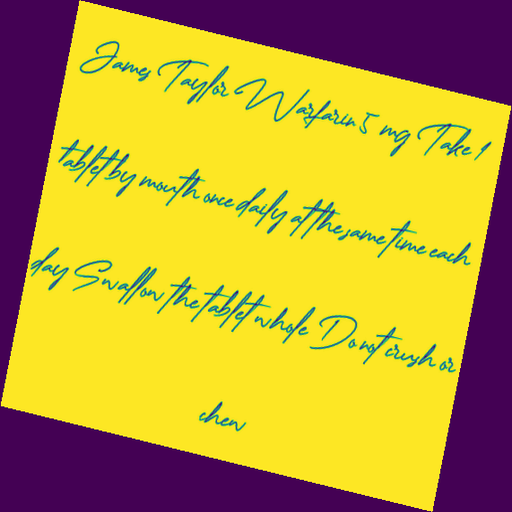 James Taylor Warfarin 5 mg Take 1
tablet by mouth once daily at the same time each
day Swallow the tablet whole Do not crush or
chew